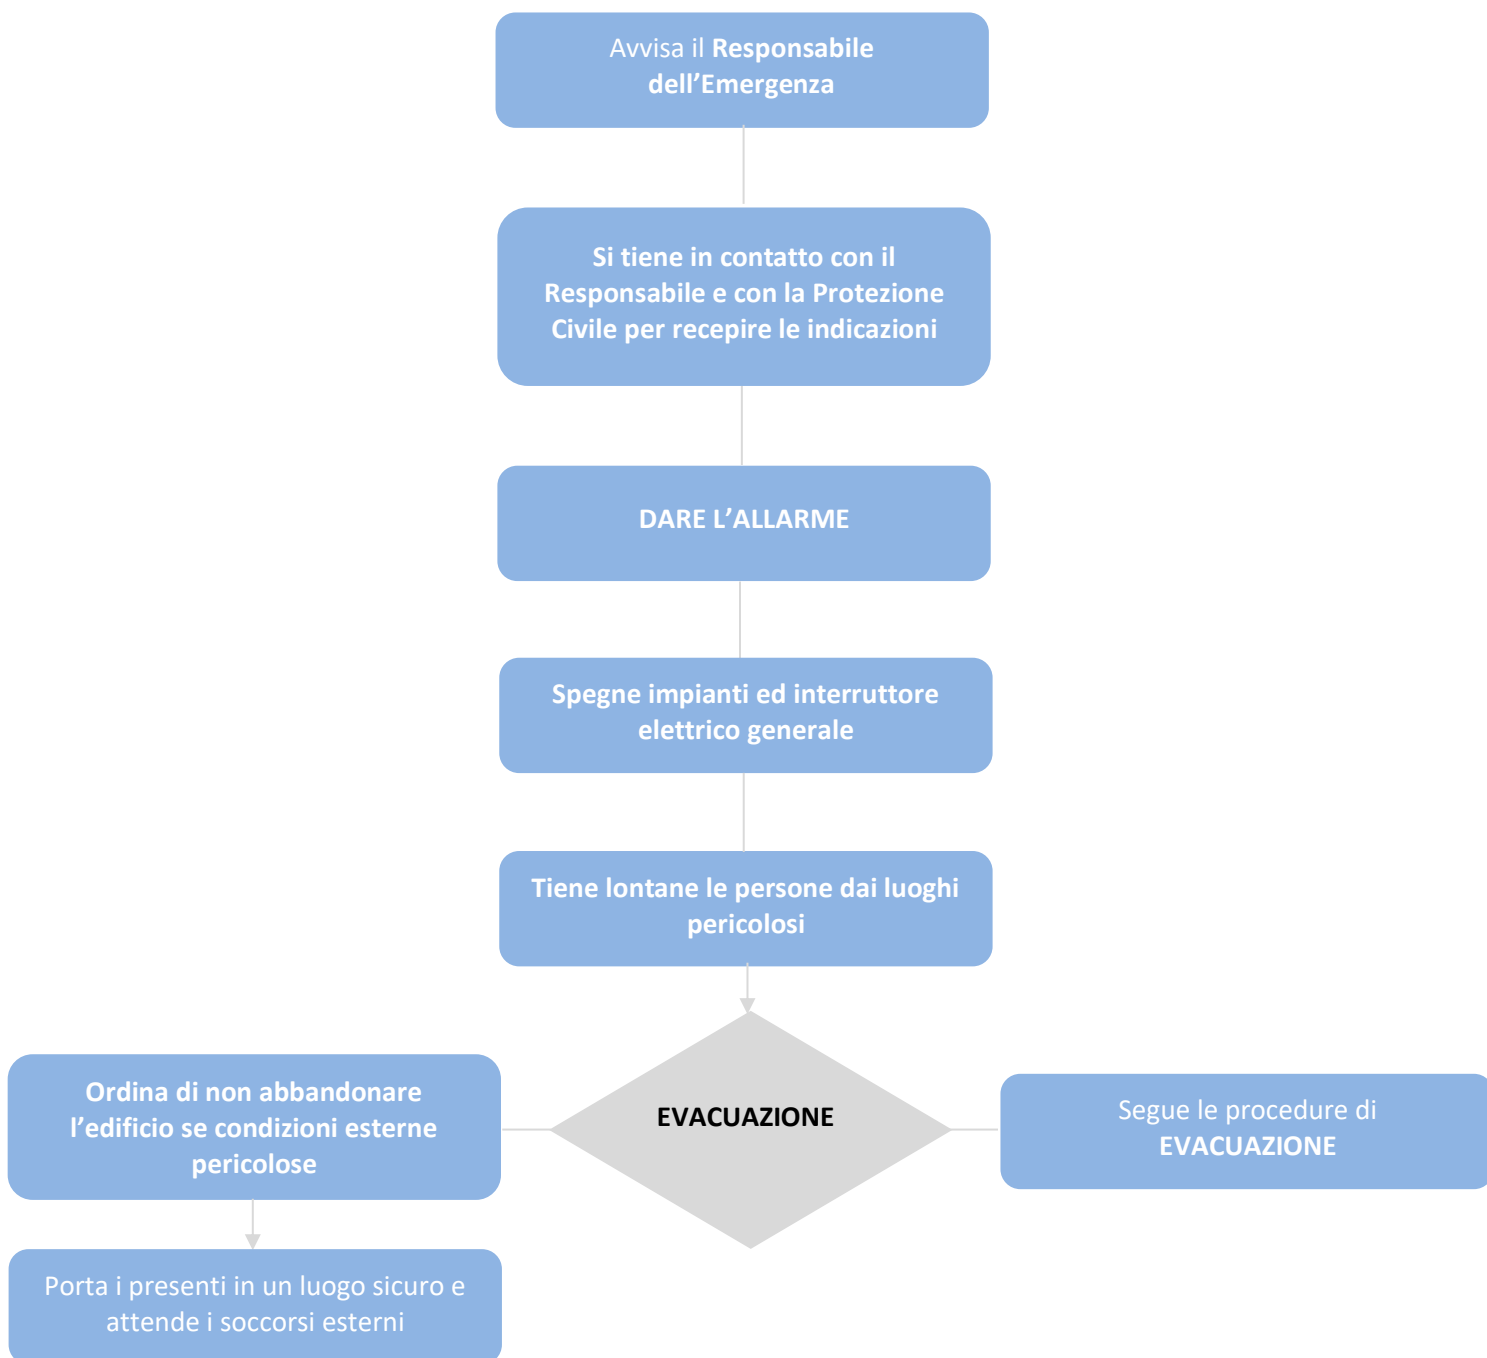 Avvisa il Responsabile
dell’Emergenza
Si tiene in contatto con il
Responsabile e con la Protezione
Civile per recepire le indicazioni
DARE L’ALLARME
Spegne impianti ed interruttore
elettrico generale
Tiene lontane le persone dai luoghi
pericolosi
EVACUAZIONE
Ordina di non abbandonare
l’edificio se condizioni esterne
pericolose
Segue le procedure di
EVACUAZIONE
Porta i presenti in un luogo sicuro e
attende i soccorsi esterni